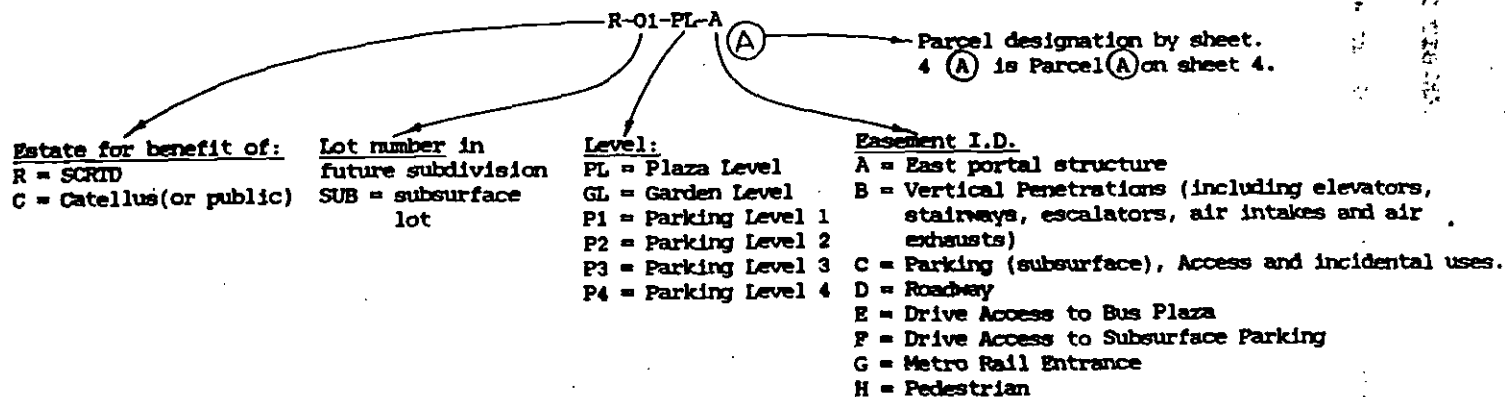 R-01-PL-A
Ⓐ
Parcel designation by sheet.
4 Ⓐ is Parcel Ⓐ on sheet 4.
Estate for benefit of:
R = SCRTD
C = Catellus(or public)
Lot number in
future subdivision
SUB = subsurface
lot
Level:
PL = Plaza Level
GL = Garden Level
P1 = Parking Level 1
P2 = Parking Level 2
P3 = Parking Level 3
P4 = Parking Level 4
Easement I.D.
A = East portal structure
B = Vertical Penetrations (including elevators,
stairways, escalators, air intakes and air
exhausts)
C = Parking (subsurface), Access and incidental uses.
D = Roadway
E = Drive Access to Bus Plaza
F = Drive Access to Subsurface Parking
G = Metro Rail Entrance
H = Pedestrian